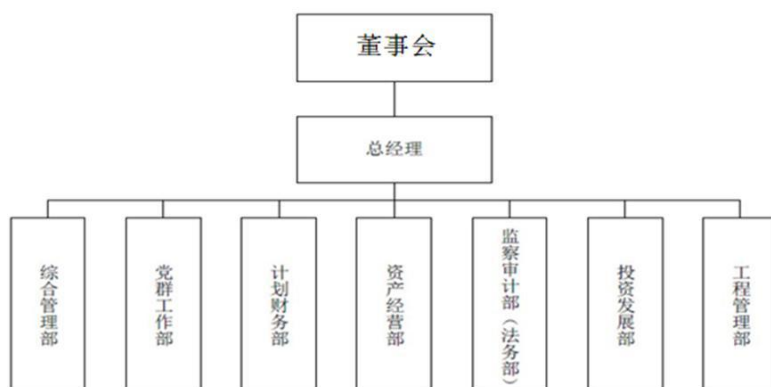 董事会
总经理
综合管理部
党群工作部
计划财务部
资产经营部
监察审计部（法务部）
投资发展部
工程管理部